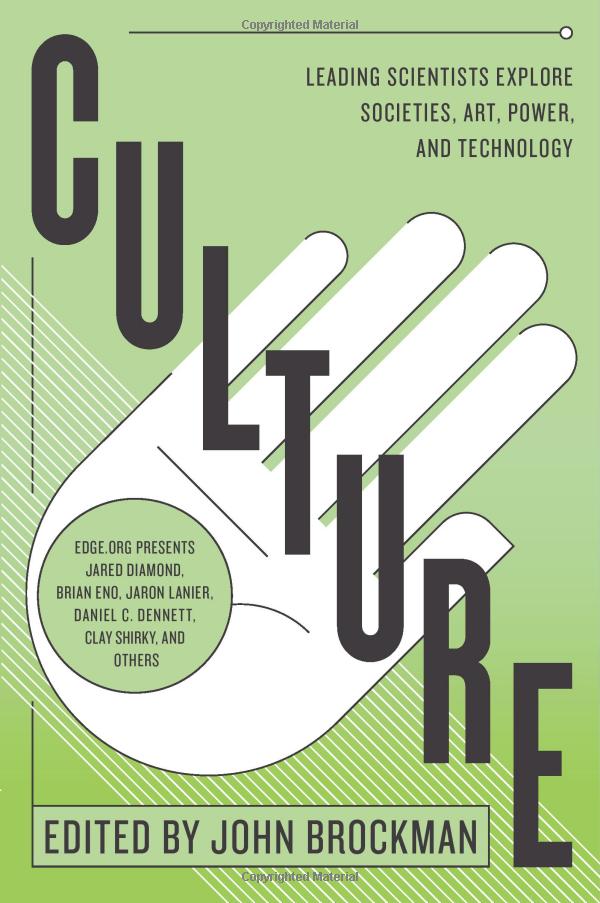 Copyrighted Material
LEADING SCIENTISTS EXPLORE
SOCIETIES, ART, POWER,
AND TECHNOLOGY
CULTURE
EDGE.ORG PRESENTS
JARED DIAMOND,
BRIAN ENO, JARON LANIER,
DANIEL C. DENNETT,
CLAY SHIRKY, AND
OTHERS
EDITED BY JOHN BROCKMAN
Copyrighted Material